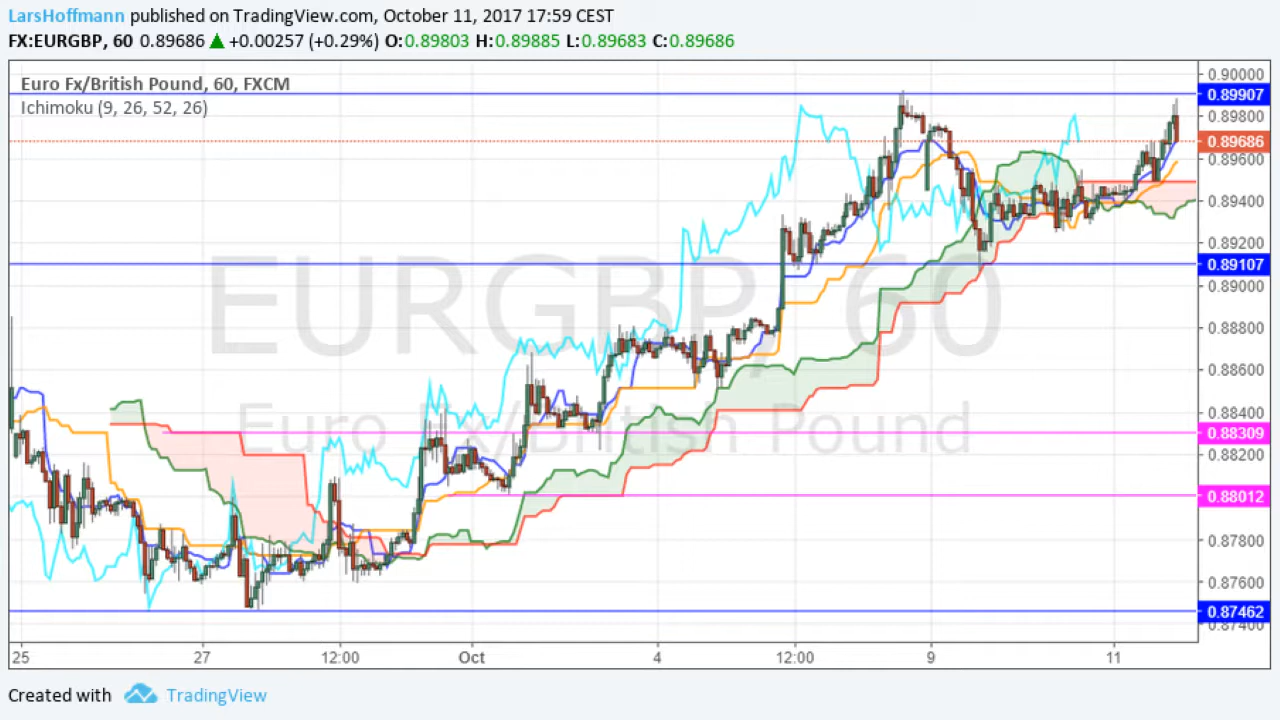 LarsHoffmann published on TradingView.com, October 11, 2017 17:59 CEST
FX:EURGBP, 60 0.89686 ▲ +0.00257 (+0.29%) O:0.89803 H:0.89885 L:0.89683 C:0.89686
Euro Fx/British Pound, 60, FXCM
Ichimoku (9, 26, 52, 26)
EURGBP, 60
Euro Fx/British Pound
0.90000
0.89907
0.89800
0.89686
0.89600
0.89400
0.89200
0.89107
0.89000
0.88800
0.88600
0.88400
0.88309
0.88200
0.88012
0.87800
0.87600
0.87462
0.87400
25 27 12:00 Oct 4 12:00 9 11
Created with TradingView